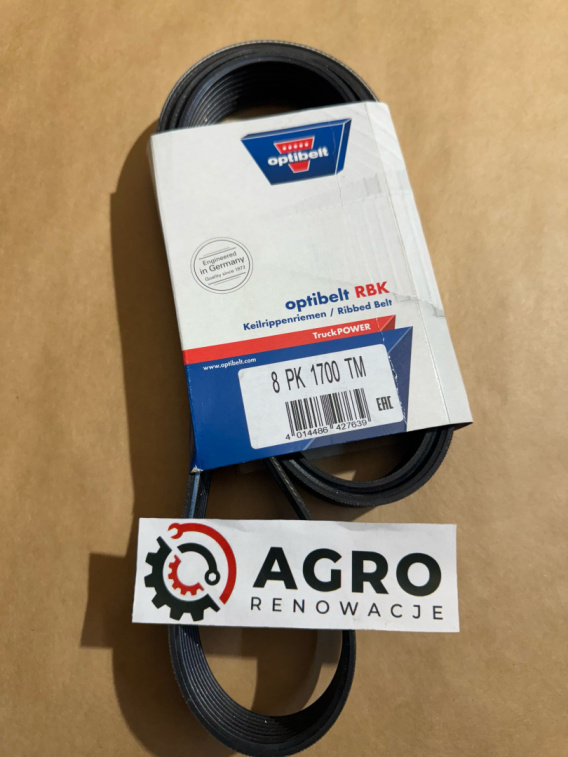 optibelt
Engineered
in Germany
Quality since 1872
optibelt RBK
Keilrippenriemen / Ribbed Belt
TruckPOWER
www.optibelt.com
8 PK 1700 TM
4 014486 427639
EAC
AGRO
RENOWACJE